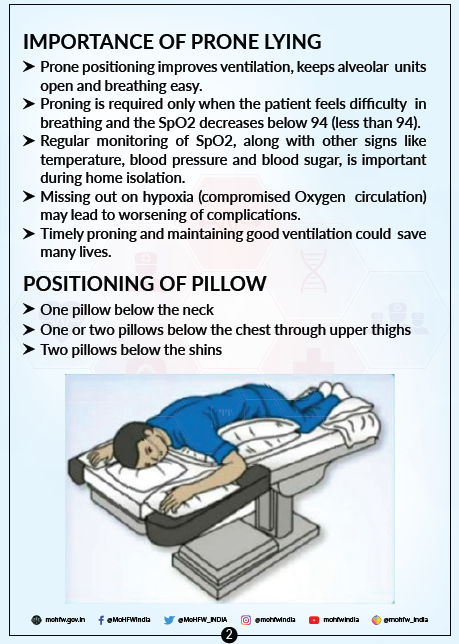 IMPORTANCE OF PRONE LYING
➤ Prone positioning improves ventilation, keeps alveolar units
open and breathing easy.
➤ Proning is required only when the patient feels difficulty in
breathing and the SpO2 decreases below 94 (less than 94).
➤ Regular monitoring of SpO2, along with other signs like
temperature, blood pressure and blood sugar, is important
during home isolation.
➤ Missing out on hypoxia (compromised Oxygen circulation)
may lead to worsening of complications.
➤ Timely proning and maintaining good ventilation could save
many lives.
POSITIONING OF PILLOW
➤ One pillow below the neck
➤ One or two pillows below the chest through upper thighs
➤ Two pillows below the shins
mohfw.gov.in @MoHFWIndia @MoHFW_INDIA @mohfwindia mohfwindia @mohfw_india
2